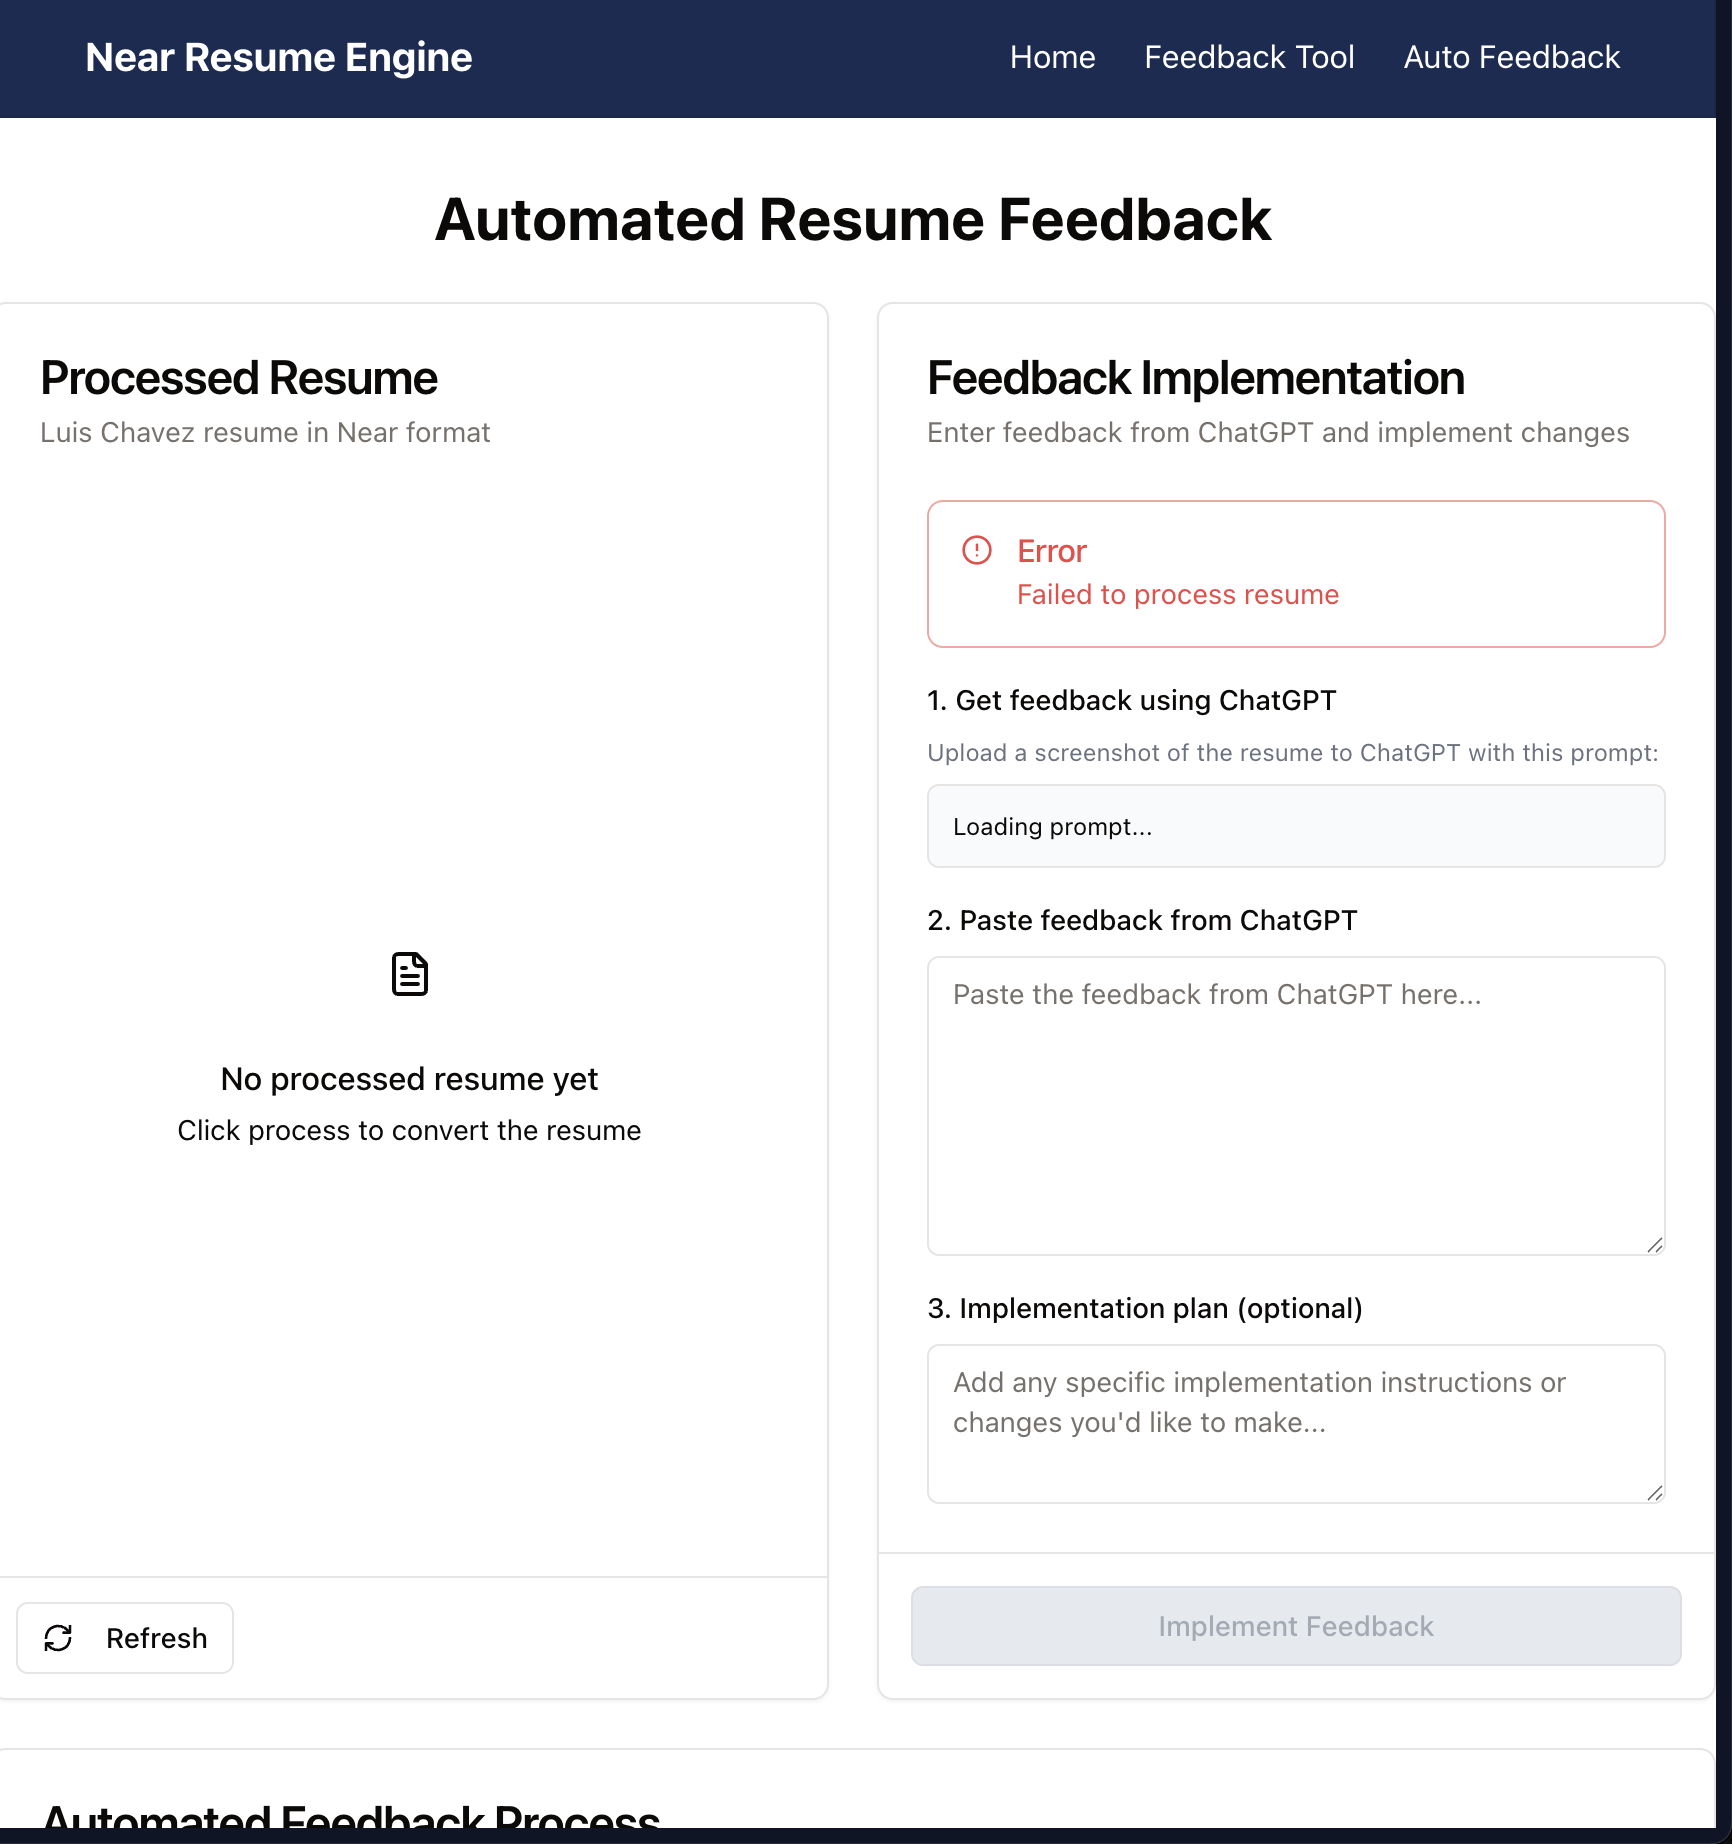 Near Resume Engine
Home Feedback Tool Auto Feedback
Automated Resume Feedback
Processed Resume
Luis Chavez resume in Near format
No processed resume yet
Click process to convert the resume
Refresh
Feedback Implementation
Enter feedback from ChatGPT and implement changes
Error
Failed to process resume
1. Get feedback using ChatGPT
Upload a screenshot of the resume to ChatGPT with this prompt:
Loading prompt...
2. Paste feedback from ChatGPT
Paste the feedback from ChatGPT here...
3. Implementation plan (optional)
Add any specific implementation instructions or
changes you'd like to make...
Implement Feedback
Automated Feedback Process